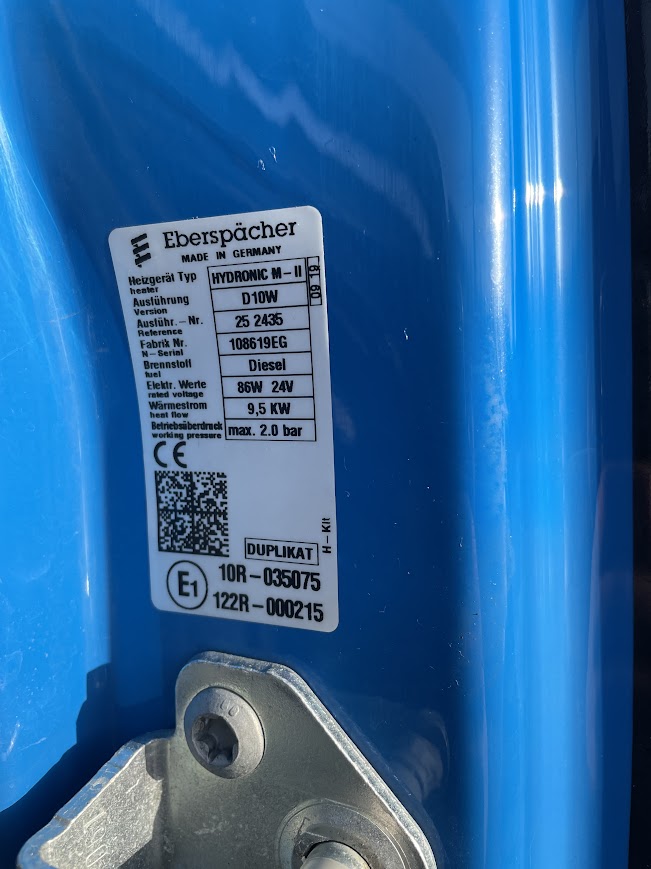 Eberspächer
MADE IN GERMANY
Heizgerät Typ HYDRONIC M-II 09 19
heater
Ausführung D10W
Version
Ausführ.-Nr. 25 2435
Reference
Fabrik Nr. 108619EG
N-Serial
Brennstoff Diesel
fuel
Elektr. Werte 86W 24V
rated voltage
Wärmestrom 9,5 KW
heat flow
Betriebsüberdruck max. 2.0 bar
working pressure
CE
H-Kit
DUPLIKAT
E1 10R-035075
122R-000215